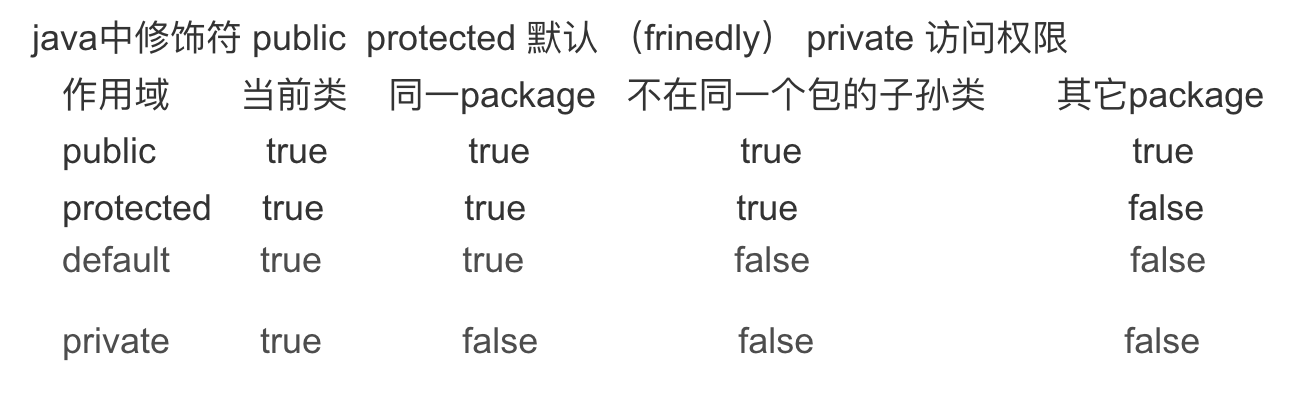 java中修饰符 public protected 默认 （frinedly） private 访问权限
作用域 当前类 同一package 不在同一个包的子孙类 其它package
public true true true true
protected true true true false
default true true false false
private true false false false